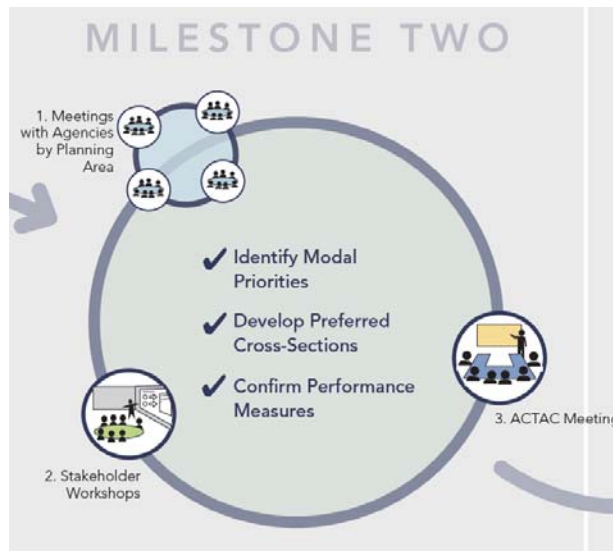 MILESTONE TWO
1. Meetings
with Agencies
by Planning
Area
✔ Identify Modal
Priorities
✔ Develop Preferred
Cross-Sections
✔ Confirm Performance
Measures
2. Stakeholder
Workshops
3. ACTAC Meeting